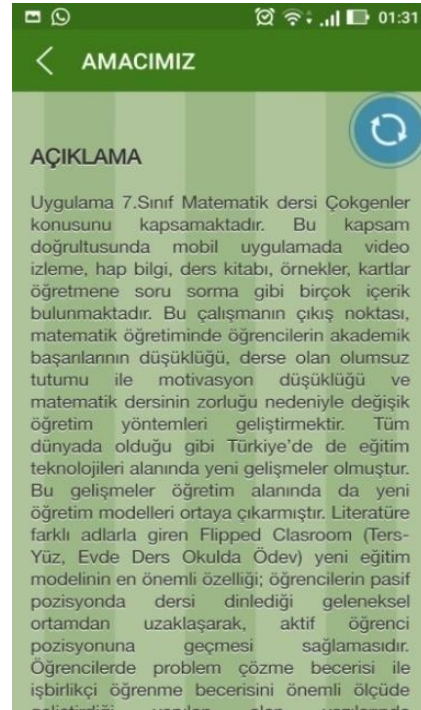 01:31
AMACIMIZ
AÇIKLAMA
Uygulama 7.Sınıf Matematik dersi Çokgenler
konusunu kapsamaktadır. Bu kapsam
doğrultusunda mobil uygulamada video
izleme, hap bilgi, ders kitabı, örnekler, kartlar
öğretmene soru sorma gibi birçok içerik
bulunmaktadır. Bu çalışmanın çıkış noktası,
matematik öğretiminde öğrencilerin akademik
başarılarının düşüklüğü, derse olan olumsuz
tutumu ile motivasyon düşüklüğü ve
matematik dersinin zorluğu nedeniyle değişik
öğretim yöntemleri geliştirmektir. Tüm
dünyada olduğu gibi Türkiye'de de eğitim
teknolojileri alanında yeni gelişmeler olmuştur.
Bu gelişmeler öğretim alanında da yeni
öğretim modelleri ortaya çıkarmıştır. Literatüre
farklı adlarla giren Flipped Clasroom (Ters-
Yüz, Evde Ders Okulda Ödev) yeni eğitim
modelinin en önemli özelliği; öğrencilerin pasif
pozisyonda dersi dinlediği geleneksel
ortamdan uzaklaşarak, aktif öğrenci
pozisyonuna geçmesi sağlamasıdır.
Öğrencilerde problem çözme becerisi ile
işbirlikçi öğrenme becerisini önemli ölçüde